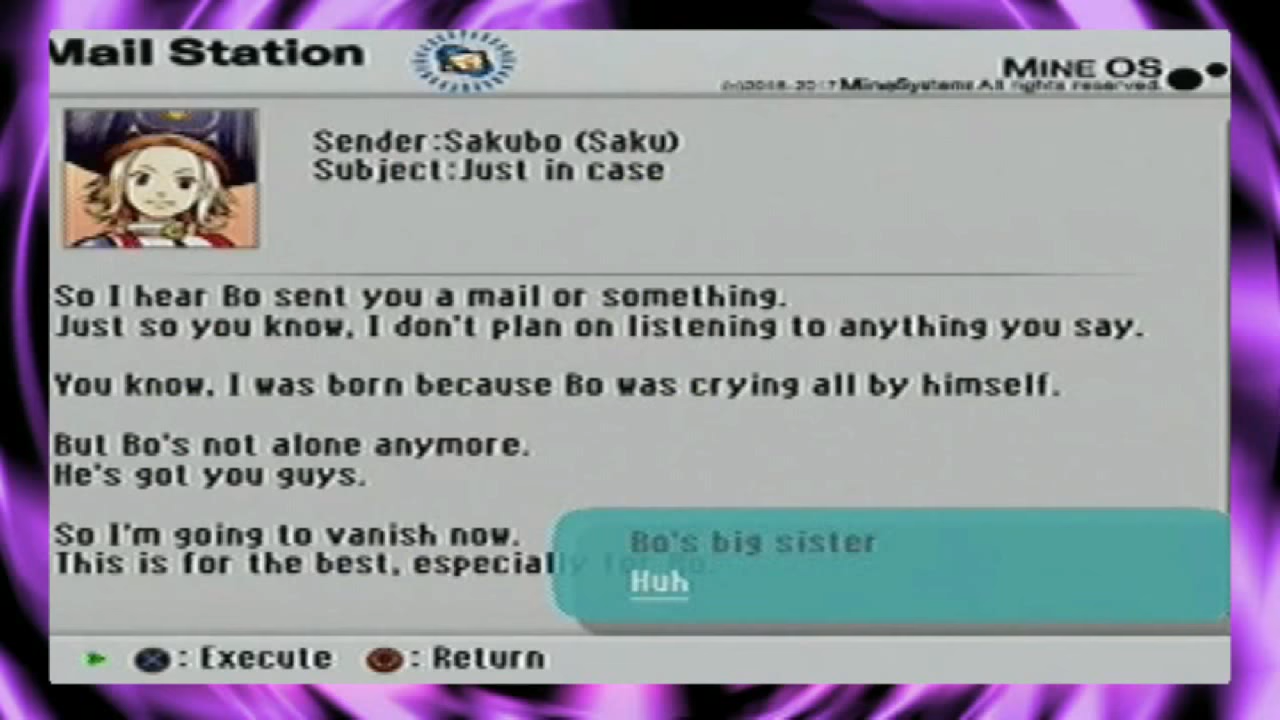 Mail Station
MINE OS
MineSystems All rights reserved.
Sender:Sakubo (Saku)
Subject:Just in case
So I hear Bo sent you a mail or something.
Just so you know, I don't plan on listening to anything you say.
You know, I was born because Bo was crying all by himself.
But Bo's not alone anymore.
He's got you guys.
So I'm going to vanish now.
This is for the best, especially for Bo.
Bo's big sister
Huh
: Execute : Return